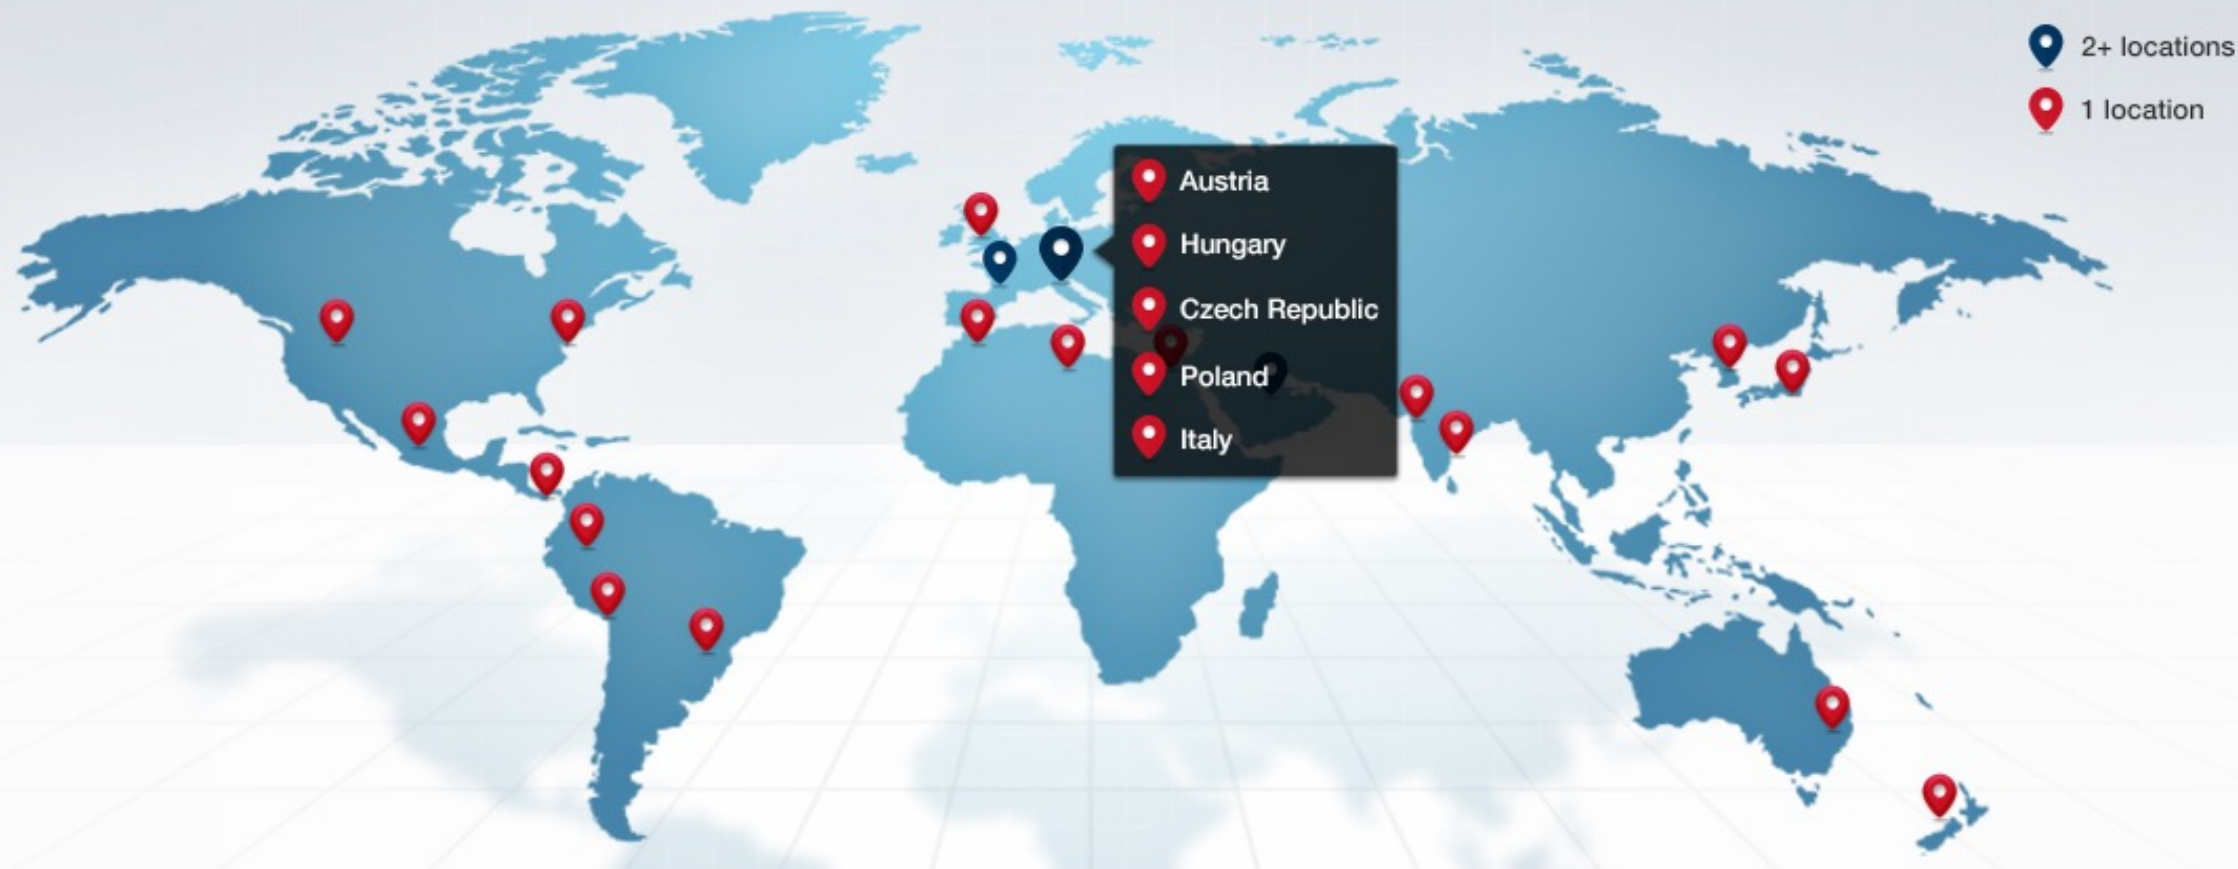 2+ locations
1 location
Austria
Hungary
Czech Republic
Poland
Italy